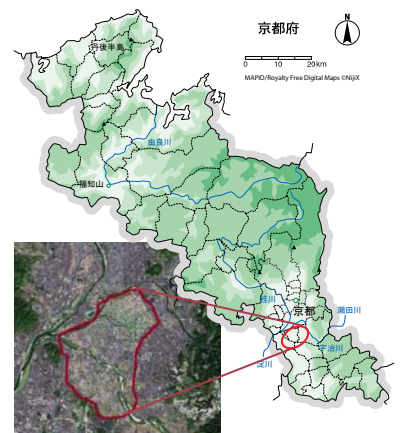 京都府
N
0 10 20km
MAPIO/Royalty Free Digital Maps ©NijiX
丹後半島
由良川
福知山
桂川
京都
瀬田川
宇治川
淀川